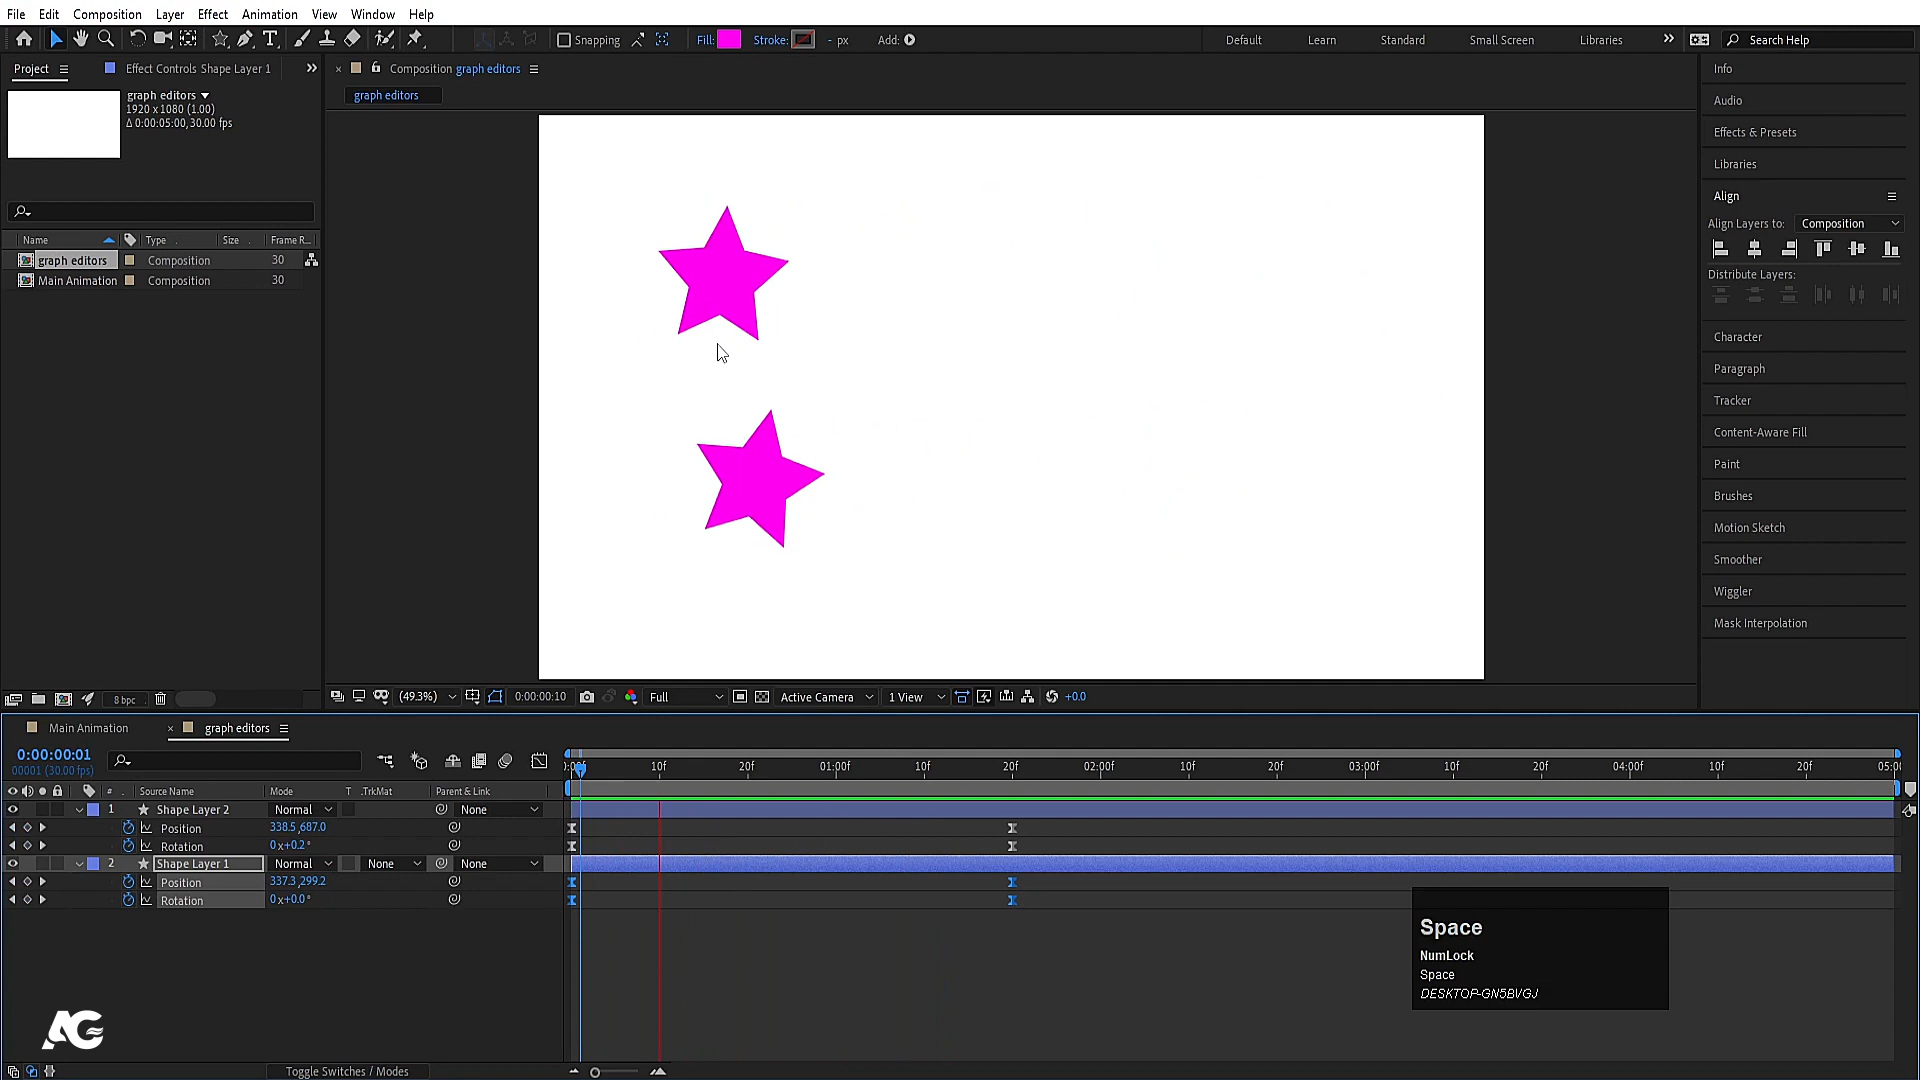 File Edit Composition Layer Effect Animation View Window Help
Snapping Fill: Stroke: - px Add: Default Learn Standard Small Screen Libraries Search Help
Project Effect Controls Shape Layer 1 Composition graph editors
graph editors
1920 x 1080 (1.00)
Δ 0:00:05:00, 30.00 fps
graph editors
Name Type Size Frame R...
graph editors Composition 30
Main Animation Composition 30
Info
Audio
Effects & Presets
Libraries
Align
Align Layers to: Composition
Distribute Layers:
Character
Paragraph
Tracker
Content-Aware Fill
Paint
Brushes
Motion Sketch
Smoother
Wiggler
Mask Interpolation
8 bpc (49.3%) 0:00:00:10 Full Active Camera 1 View +0.0
Main Animation graph editors
0:00:00:01
00001 (30.00 fps)
10f 20f 01:00f 10f 20f 02:00f 10f 20f 03:00f 10f 20f 04:00f 10f 20f
# Source Name Mode T .TrkMat Parent & Link
1 Shape Layer 2 Normal None
Position 338.5,687.0
Rotation 0x+0.2°
2 Shape Layer 1 Normal None None
Position 337.3,299.2
Rotation 0x+0.0°
Space
NumLock
Space
DESKTOP-GN5BVGJ
AG
Toggle Switches / Modes